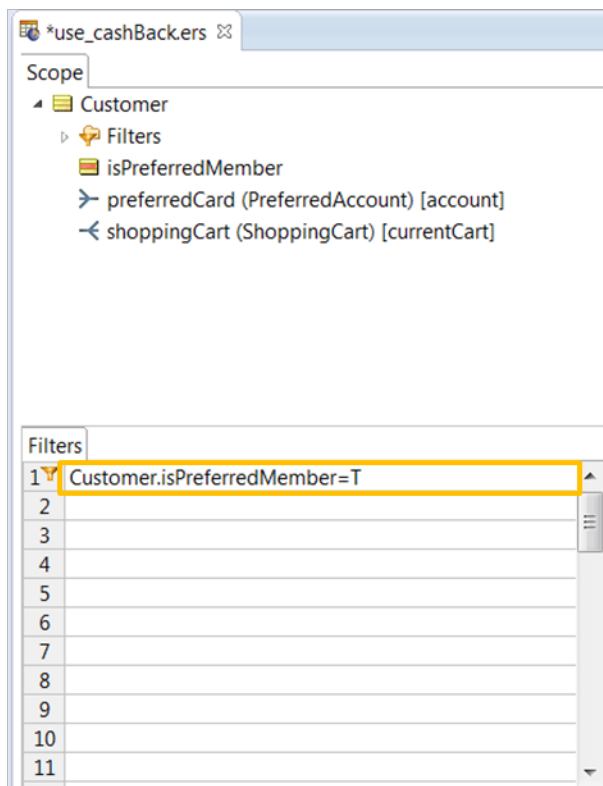 *use_cashBack.ers
Scope
Customer
Filters
isPreferredMember
preferredCard (PreferredAccount) [account]
shoppingCart (ShoppingCart) [currentCart]
Filters
1 Customer.isPreferredMember=T
2
3
4
5
6
7
8
9
10
11